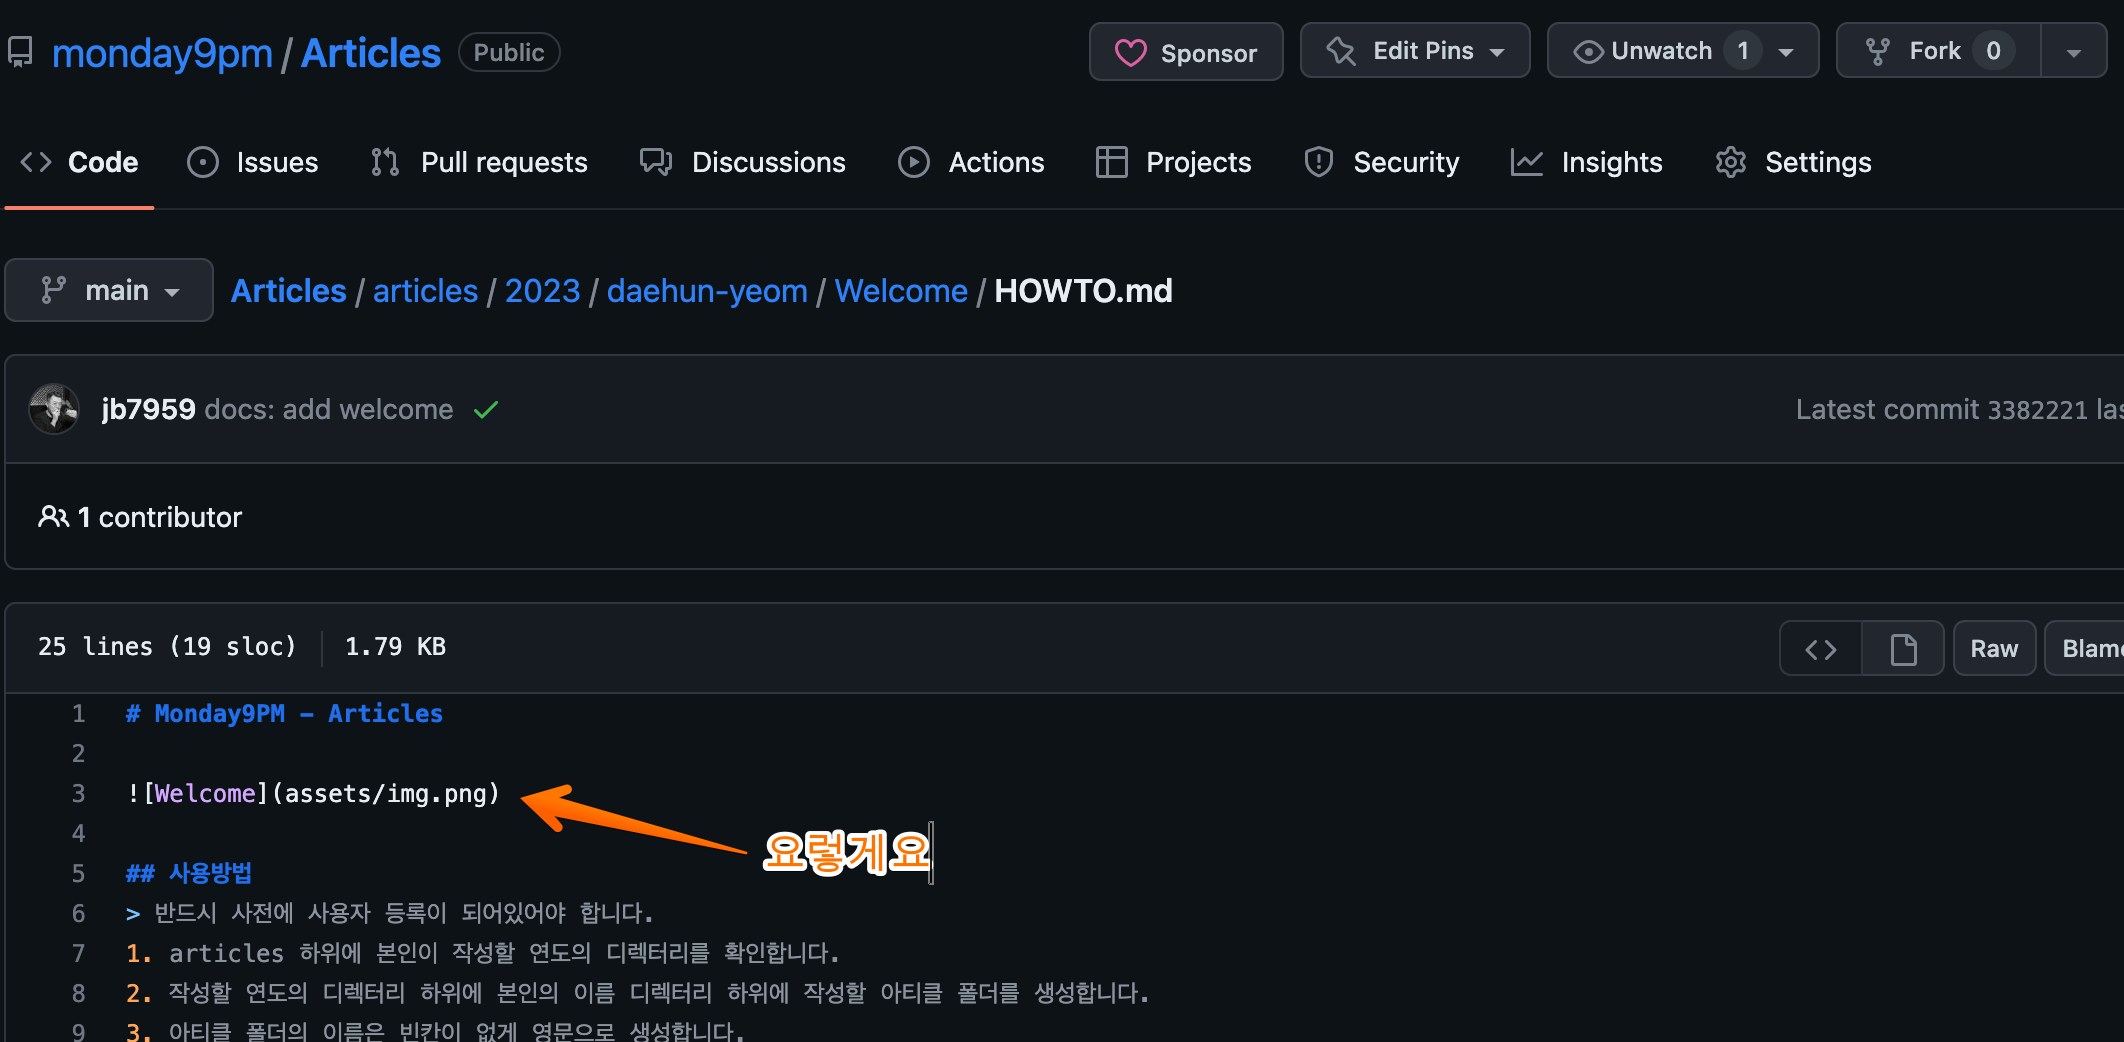 monday9pm / Articles Public Sponsor Edit Pins Unwatch 1 Fork 0
Code Issues Pull requests Discussions Actions Projects Security Insights Settings
main Articles / articles / 2023 / daehun-yeom / Welcome / HOWTO.md
jb7959 docs: add welcome Latest commit 3382221 las
1 contributor
25 lines (19 sloc) 1.79 KB Raw Blame
1 # Monday9PM – Articles
2
3 ![Welcome](assets/img.png)
4
요렇게요
5 ## 사용방법
6 > 반드시 사전에 사용자 등록이 되어있어야 합니다.
7 1. articles 하위에 본인이 작성할 연도의 디렉터리를 확인합니다.
8 2. 작성할 연도의 디렉터리 하위에 본인의 이름 디렉터리 하위에 작성할 아티클 폴더를 생성합니다.
9 3. 아티클 폴더의 이름은 빈칸이 없게 영문으로 생성합니다.